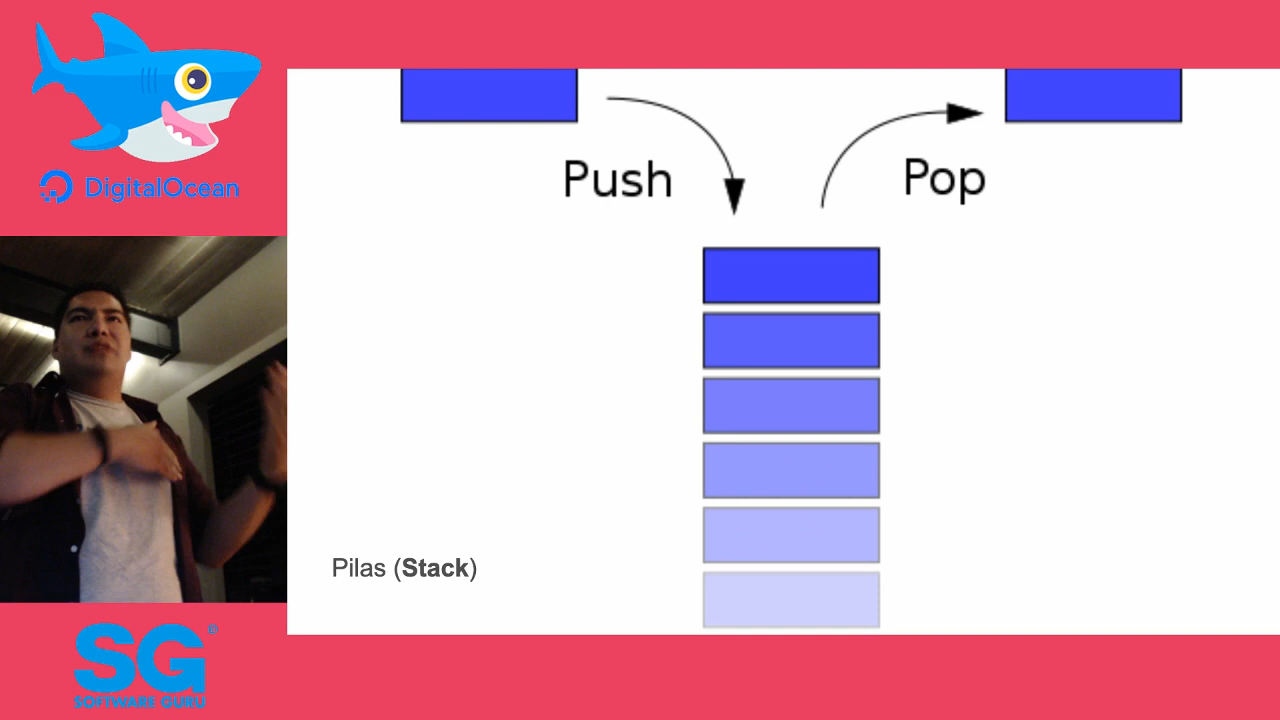 DigitalOcean
Push
Pop
Pilas (Stack)
SG
SOFTWARE GURU